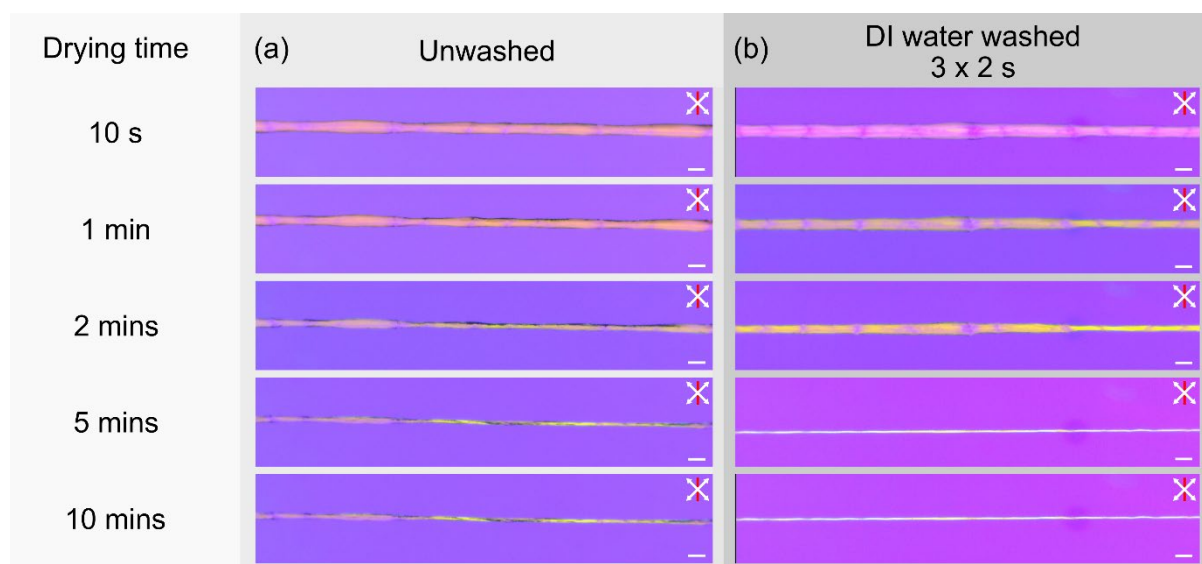 Drying time
(a)
Unwashed
(b)
DI water washed
3 x 2 s
10 s
1 min
2 mins
5 mins
10 mins